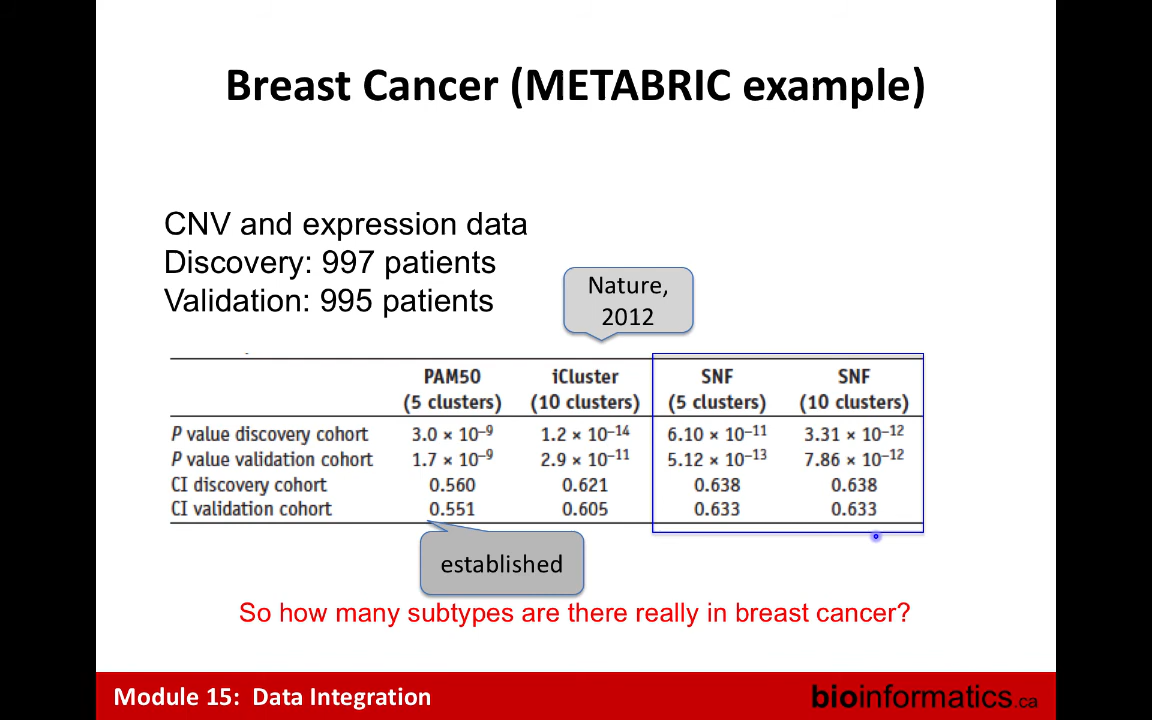 Breast Cancer (METABRIC example)
CNV and expression data
Discovery: 997 patients
Validation: 995 patients
Nature,
2012
PAM50 iCluster SNF SNF
(5 clusters) (10 clusters) (5 clusters) (10 clusters)
P value discovery cohort 3.0 × 10⁻⁹ 1.2 × 10⁻¹⁴ 6.10 × 10⁻¹¹ 3.31 × 10⁻¹²
P value validation cohort 1.7 × 10⁻⁹ 2.9 × 10⁻¹¹ 5.12 × 10⁻¹³ 7.86 × 10⁻¹²
CI discovery cohort 0.560 0.621 0.638 0.638
CI validation cohort 0.551 0.605 0.633 0.633
established
So how many subtypes are there really in breast cancer?
Module 15: Data Integration
bioinformatics.ca